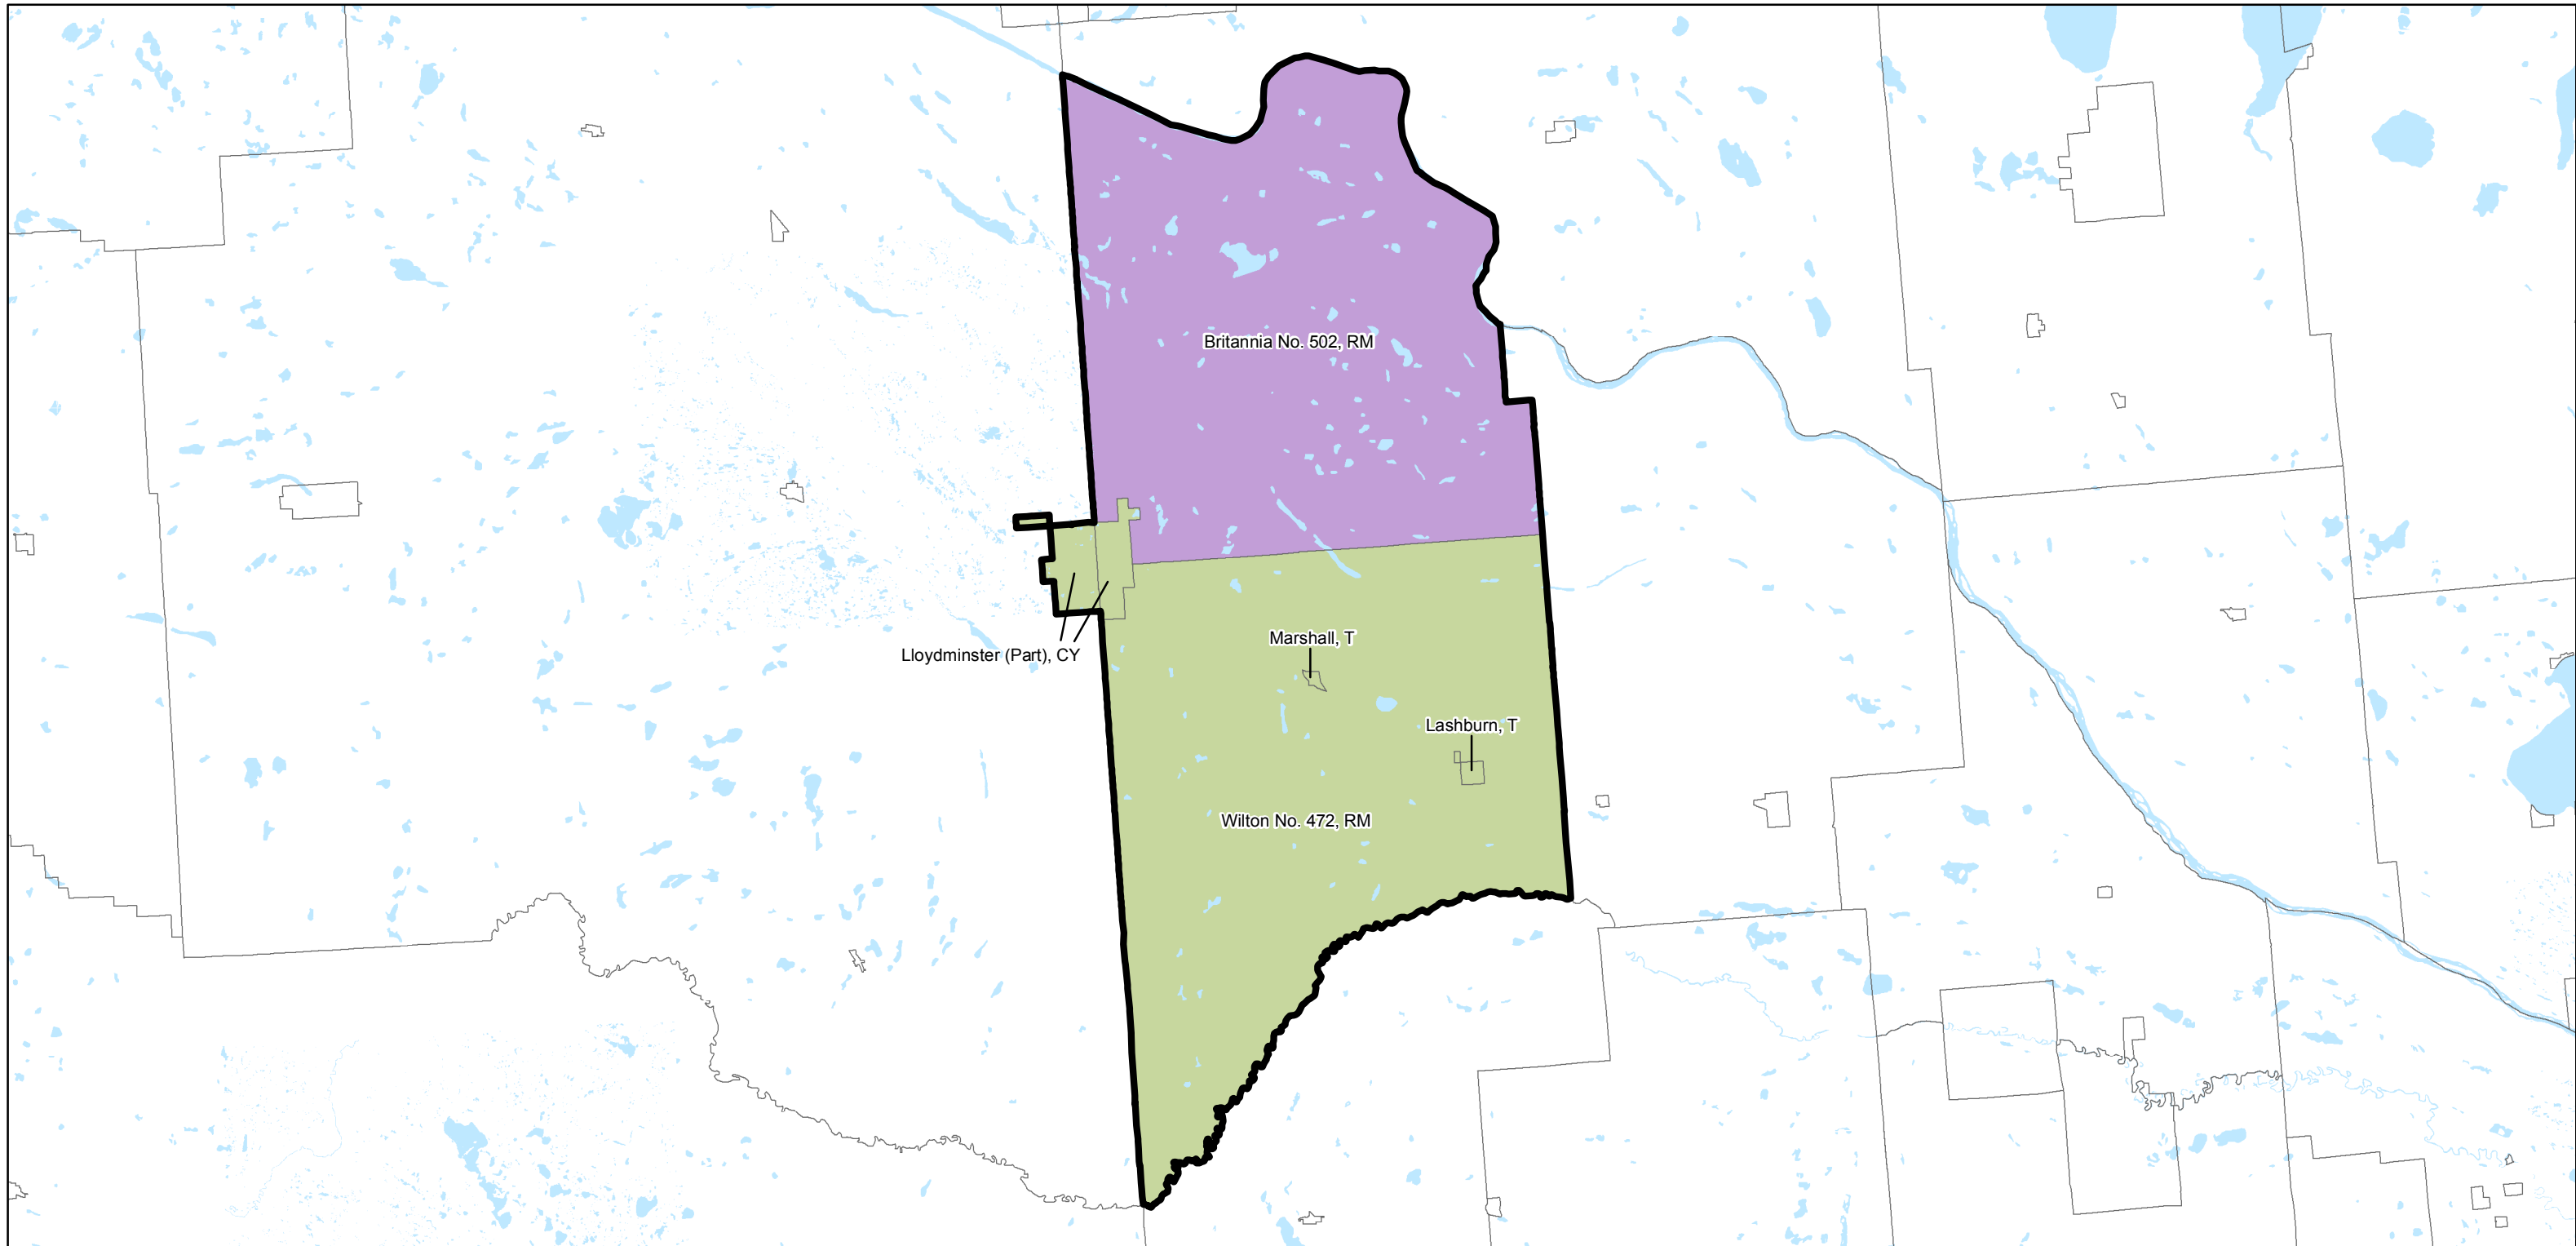 Britannia No. 502, RM
Marshall, T
Lloydminster (Part), CY
Lashburn, T
Wilton No. 472, RM